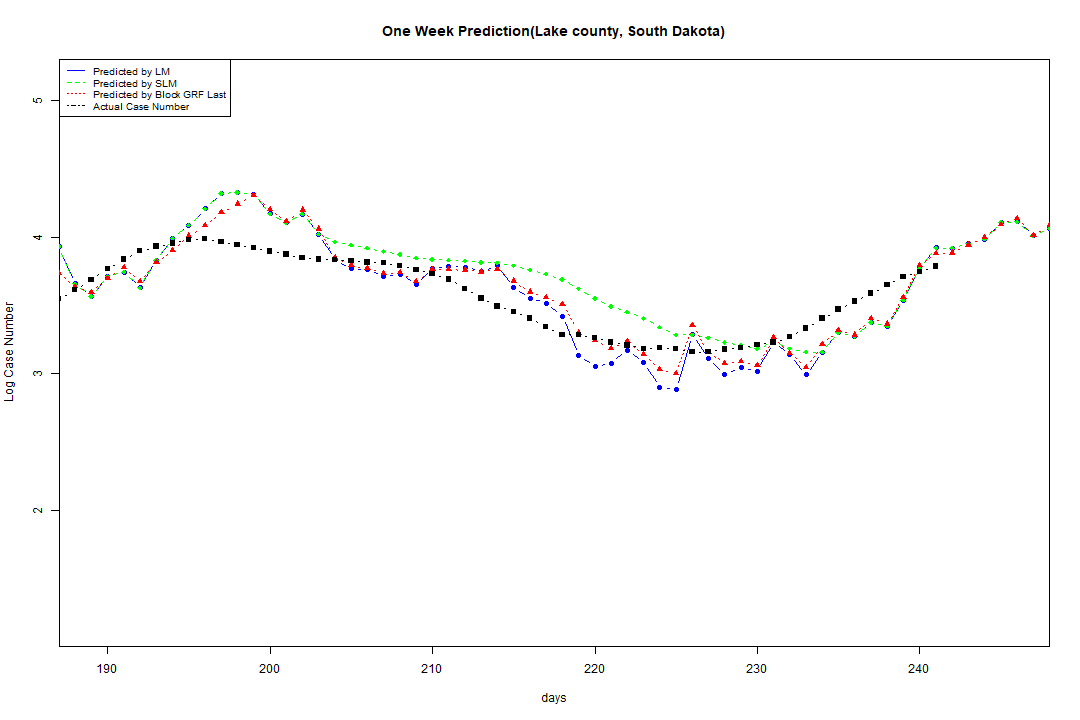 One Week Prediction(Lake county, South Dakota)
Predicted by LM
Predicted by SLM
Predicted by Block GRF Last
Actual Case Number
5
4
3
2
Log Case Number
190 200 210 220 230 240
days